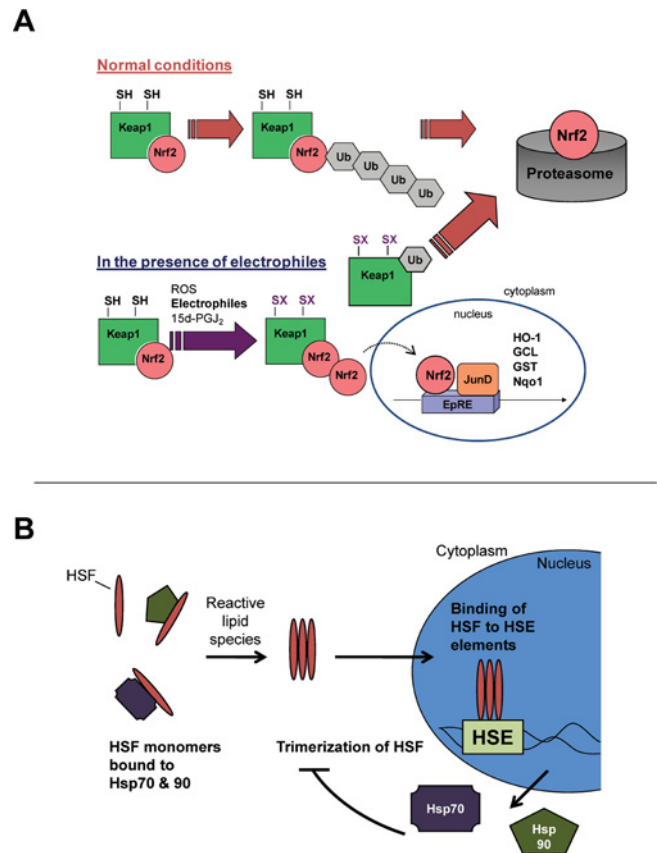 A
Normal conditions
SH SH
Keap1
Nrf2
SH SH
Keap1
Nrf2
Ub
Ub
Ub
Ub
Nrf2
Proteasome
SX SX
Keap1
Ub
In the presence of electrophiles
SH SH
Keap1
Nrf2
ROS
Electrophiles
15d-PGJ2
SX SX
Keap1
Nrf2
Nrf2
cytoplasm
nucleus
Nrf2
JunD
EpRE
HO-1
GCL
GST
Nqo1
B
HSF
HSF monomers
bound to
Hsp70 & 90
Reactive
lipid
species
Trimerization of HSF
Cytoplasm
Nucleus
Binding of
HSF to HSE
elements
HSE
Hsp70
Hsp
90